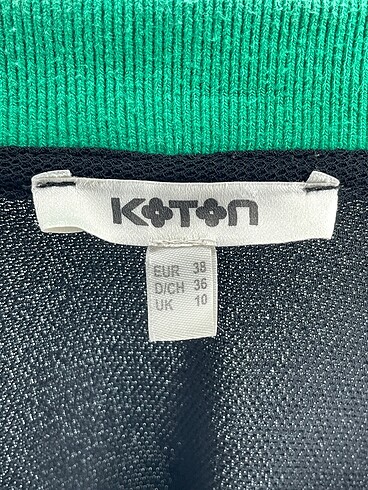 KOTON
EUR 38
D/CH 36
UK 10